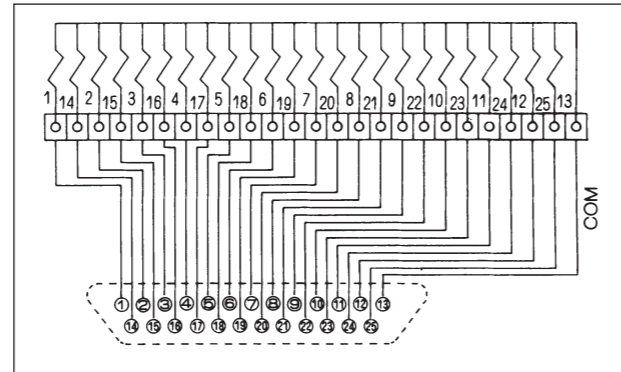 1 14 2 15 3 16 4 17 5 18 6 19 7 20 8 21 9 22 10 23 11 24 12 25 13
COM
① ② ③ ④ ⑤ ⑥ ⑦ ⑧ ⑨ ⑩ ⑪ ⑫ ⑬
⑭ ⑮ ⑯ ⑰ ⑱ ⑲ ⑳ ㉑ ㉒ ㉓ ㉔ ㉕